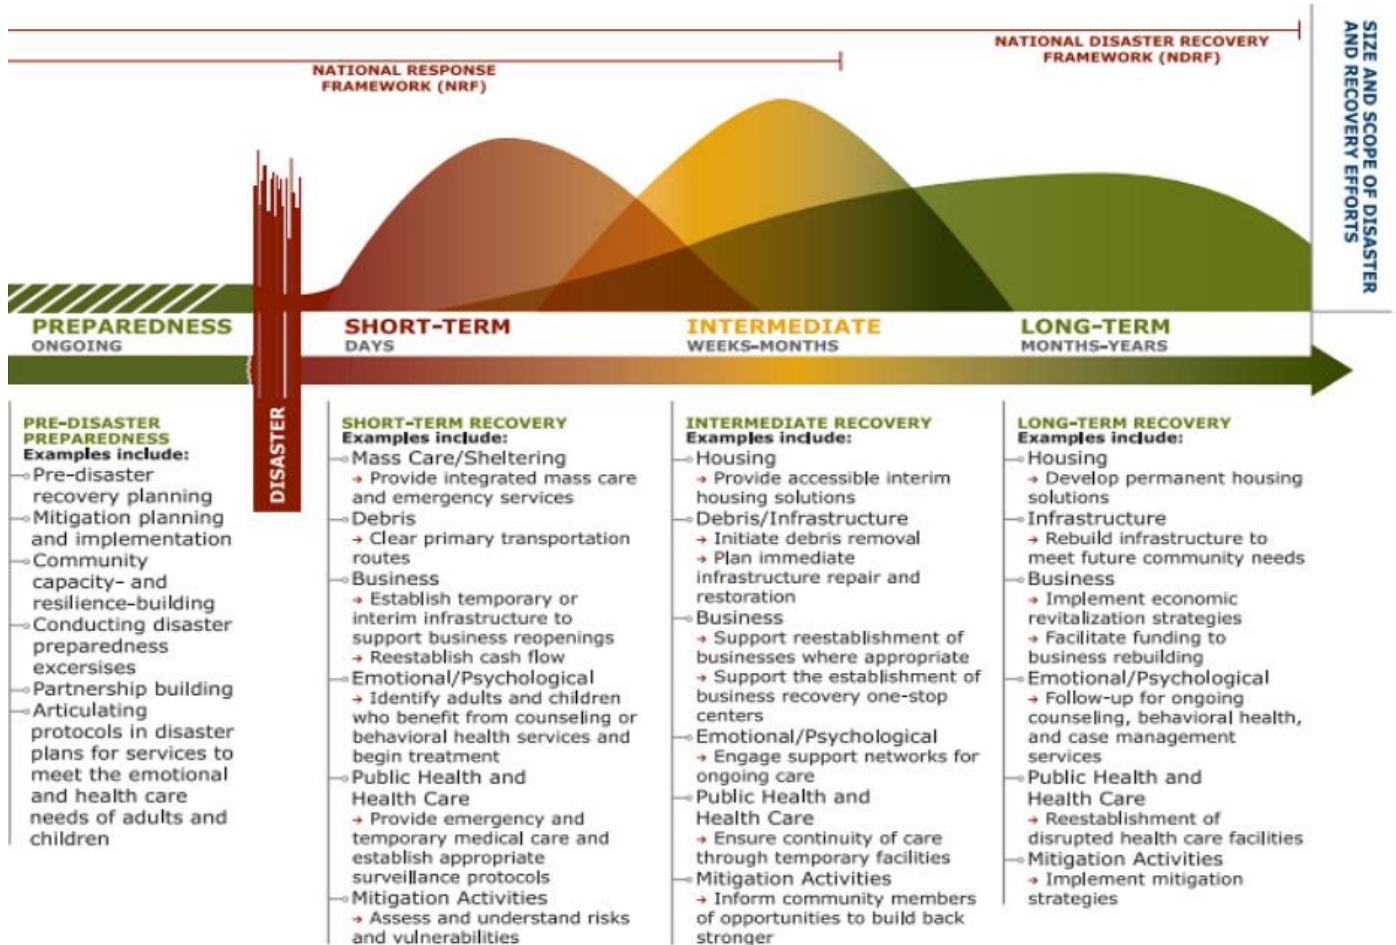 NATIONAL DISASTER RECOVERY
FRAMEWORK (NDRF)
NATIONAL RESPONSE
FRAMEWORK (NRF)
SIZE AND SCOPE OF DISASTER
AND RECOVERY EFFORTS
PREPAREDNESS
ONGOING
SHORT-TERM
DAYS
INTERMEDIATE
WEEKS-MONTHS
LONG-TERM
MONTHS-YEARS
DISASTER
PRE-DISASTER
PREPAREDNESS
Examples include:
Pre-disaster
recovery planning
Mitigation planning
and implementation
Community
capacity- and
resilience-building
Conducting disaster
preparedness
excersises
Partnership building
Articulating
protocols in disaster
plans for services to
meet the emotional
and health care
needs of adults and
children
SHORT-TERM RECOVERY
Examples include:
Mass Care/Sheltering
→ Provide integrated mass care
and emergency services
Debris
→ Clear primary transportation
routes
Business
→ Establish temporary or
interim infrastructure to
support business reopenings
→ Reestablish cash flow
Emotional/Psychological
→ Identify adults and children
who benefit from counseling or
behavioral health services and
begin treatment
Public Health and
Health Care
→ Provide emergency and
temporary medical care and
establish appropriate
surveillance protocols
Mitigation Activities
→ Assess and understand risks
and vulnerabilities
INTERMEDIATE RECOVERY
Examples include:
Housing
→ Provide accessible interim
housing solutions
Debris/Infrastructure
→ Initiate debris removal
→ Plan immediate
infrastructure repair and
restoration
Business
→ Support reestablishment of
businesses where appropriate
→ Support the establishment of
business recovery one-stop
centers
Emotional/Psychological
→ Engage support networks for
ongoing care
Public Health and
Health Care
→ Ensure continuity of care
through temporary facilities
Mitigation Activities
→ Inform community members
of opportunities to build back
stronger
LONG-TERM RECOVERY
Examples include:
Housing
→ Develop permanent housing
solutions
Infrastructure
→ Rebuild infrastructure to
meet future community needs
Business
→ Implement economic
revitalization strategies
→ Facilitate funding to
business rebuilding
Emotional/Psychological
→ Follow-up for ongoing
counseling, behavioral health,
and case management
services
Public Health and
Health Care
→ Reestablishment of
disrupted health care facilities
Mitigation Activities
→ Implement mitigation
strategies